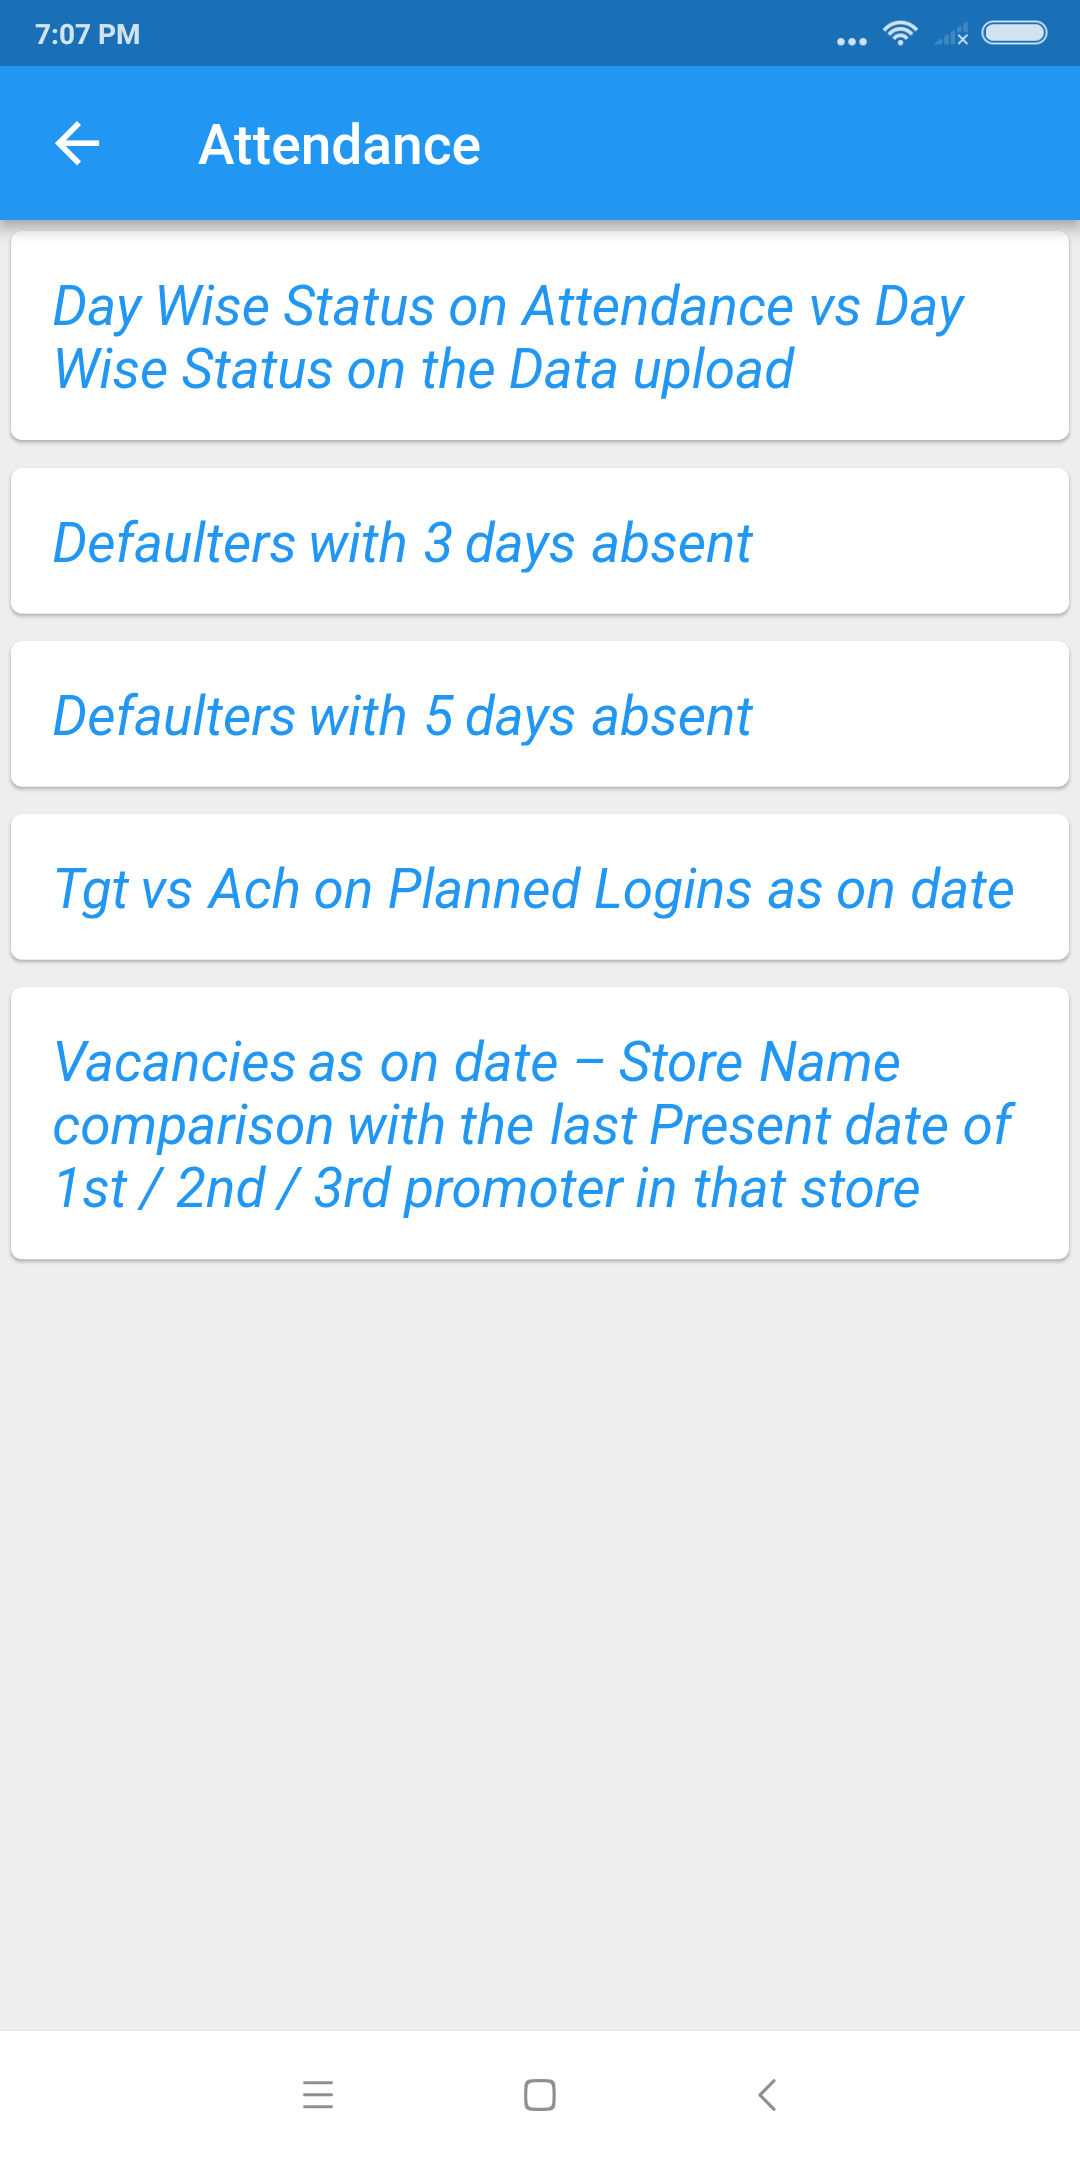 7:07 PM
Attendance
Day Wise Status on Attendance vs Day
Wise Status on the Data upload
Defaulters with 3 days absent
Defaulters with 5 days absent
Tgt vs Ach on Planned Logins as on date
Vacancies as on date – Store Name
comparison with the last Present date of
1st / 2nd / 3rd promoter in that store